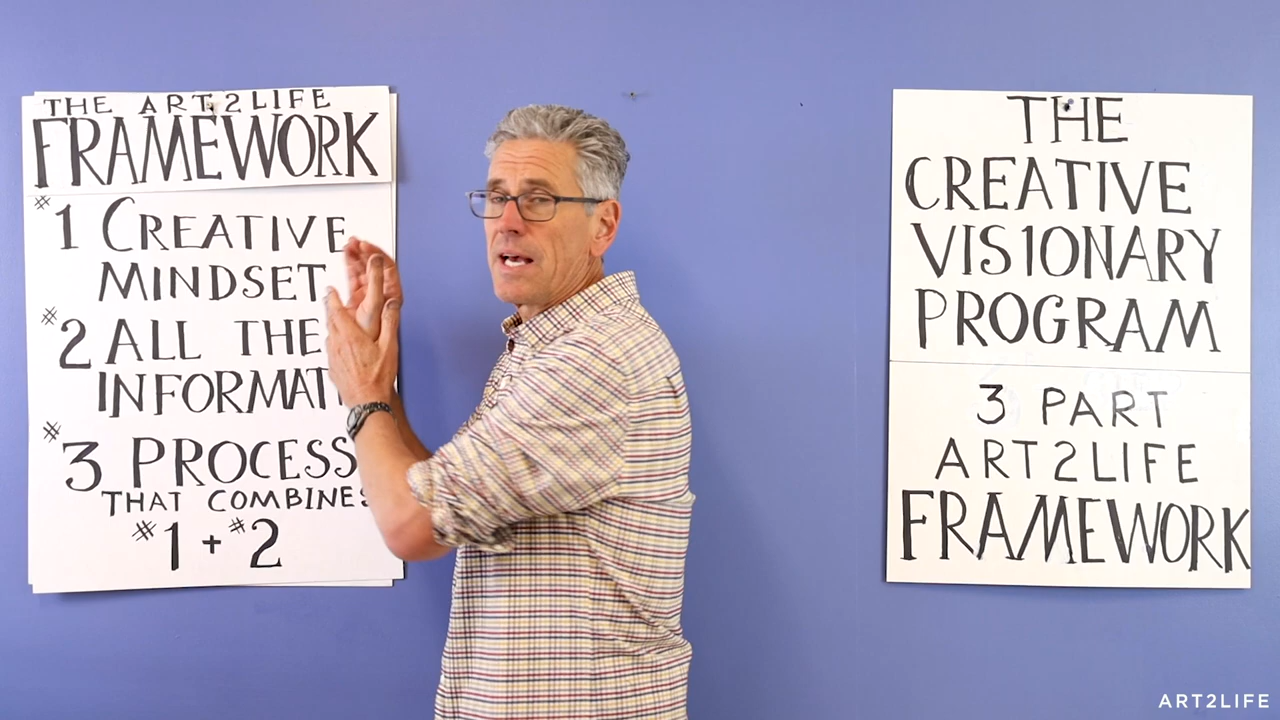 THE ART2LIFE
FRAMEWORK
#1 CREATIVE
MINDSET
#2 ALL THE
INFORMAT
#3 PROCESS
THAT COMBINES
#1 + #2
THE
CREATIVE
VISIONARY
PROGRAM
3 PART
ART2LIFE
FRAMEWORK
ART2LIFE